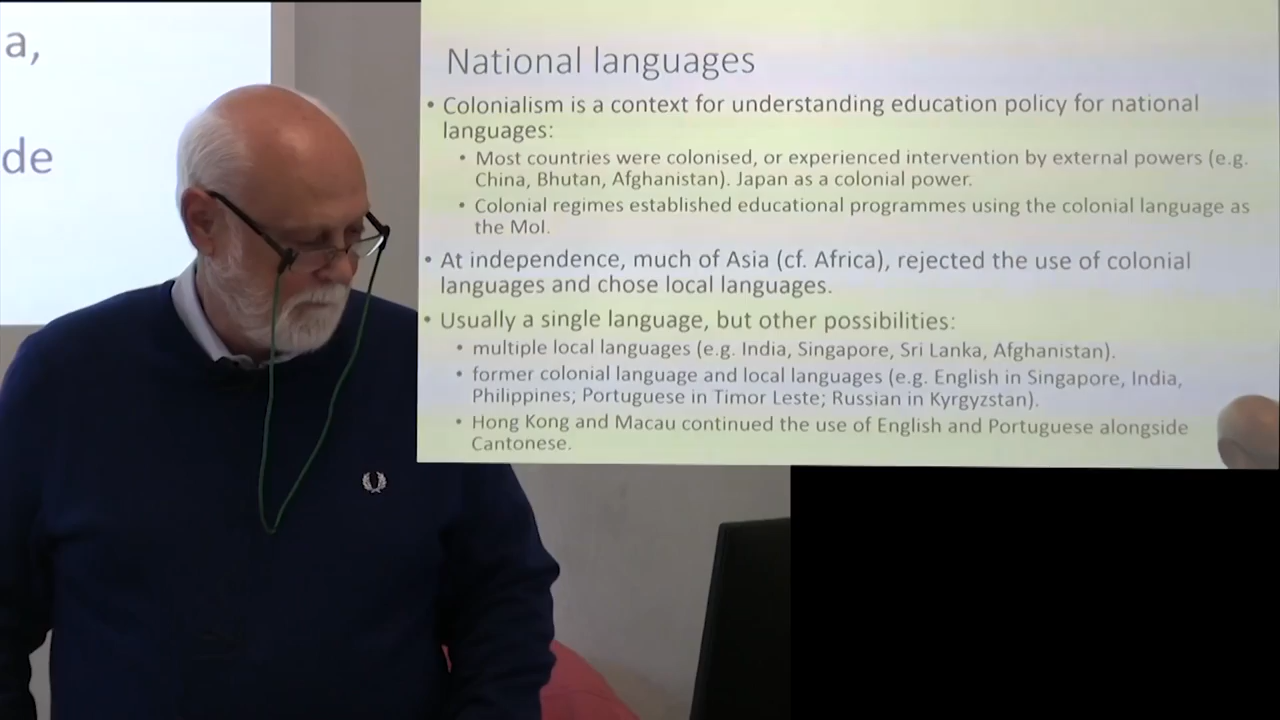 a,
de
National languages
• Colonialism is a context for understanding education policy for national
languages:
• Most countries were colonised, or experienced intervention by external powers (e.g.
China, Bhutan, Afghanistan). Japan as a colonial power.
• Colonial regimes established educational programmes using the colonial language as
the MoI.
• At independence, much of Asia (cf. Africa), rejected the use of colonial
languages and chose local languages.
• Usually a single language, but other possibilities:
• multiple local languages (e.g. India, Singapore, Sri Lanka, Afghanistan).
• former colonial language and local languages (e.g. English in Singapore, India,
Philippines; Portuguese in Timor Leste; Russian in Kyrgyzstan).
• Hong Kong and Macau continued the use of English and Portuguese alongside
Cantonese.